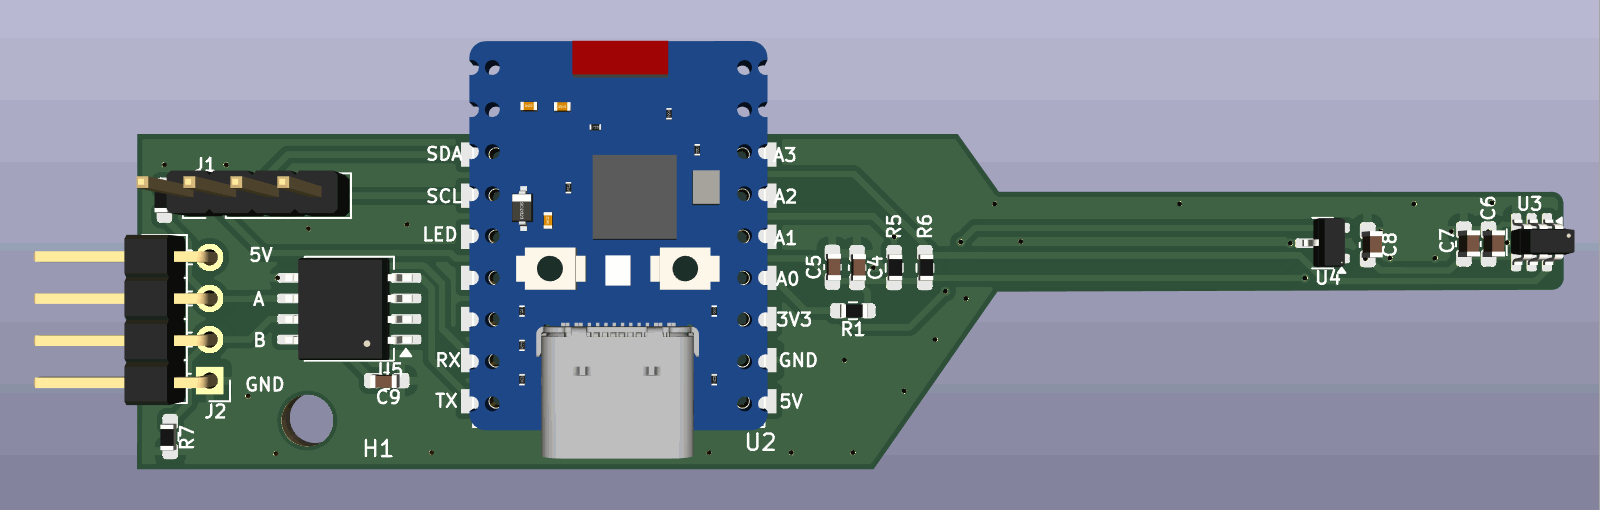 J1
SDA
SCL
LED
RX
TX
A3
A2
A1
A0
3V3
GND
5V
5V
A
B
GND
J2
R7
U5
C9
H1
U2
C5
C4
R5
R6
R1
U4
C8
C7
C6
U3